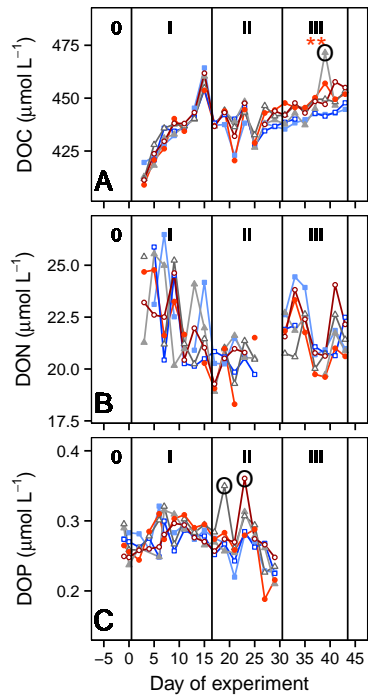 0 I II III
**
475
450
425
DOC (µmol L⁻¹)
A
0 I II III
25.0
22.5
20.0
17.5
DON (µmol L⁻¹)
B
0 I II III
0.4
0.3
0.2
DOP (µmol L⁻¹)
C
−5 0 5 10 15 20 25 30 35 40 45
Day of experiment